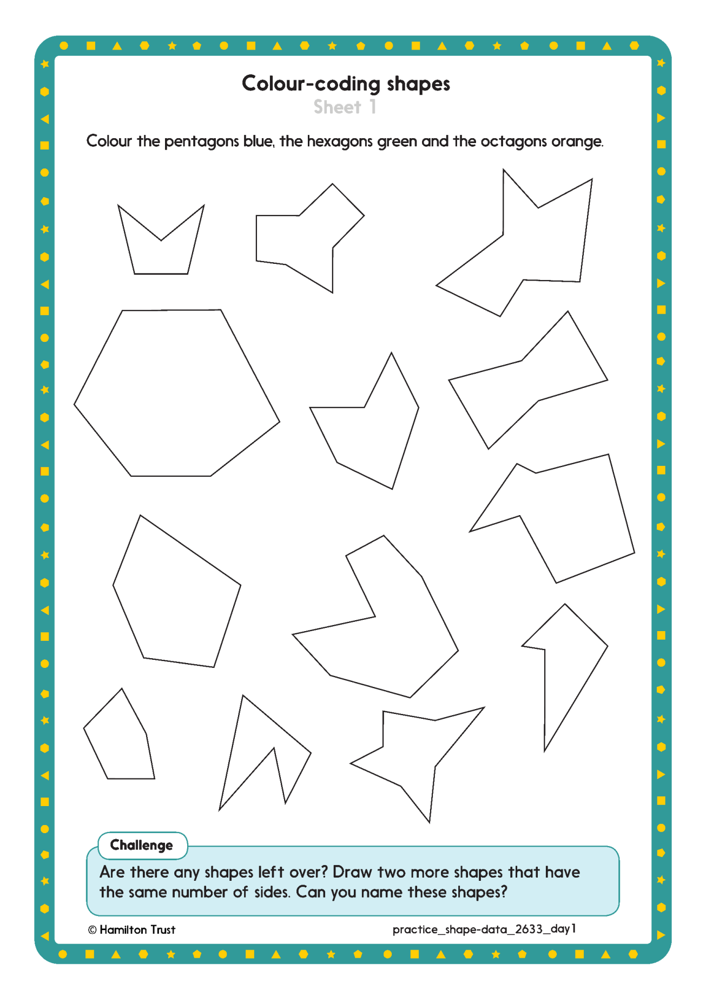 Colour-coding shapes
Sheet 1
Colour the pentagons blue, the hexagons green and the octagons orange.
Challenge
Are there any shapes left over? Draw two more shapes that have
the same number of sides. Can you name these shapes?
© Hamilton Trust
practice_shape-data_2633_day1